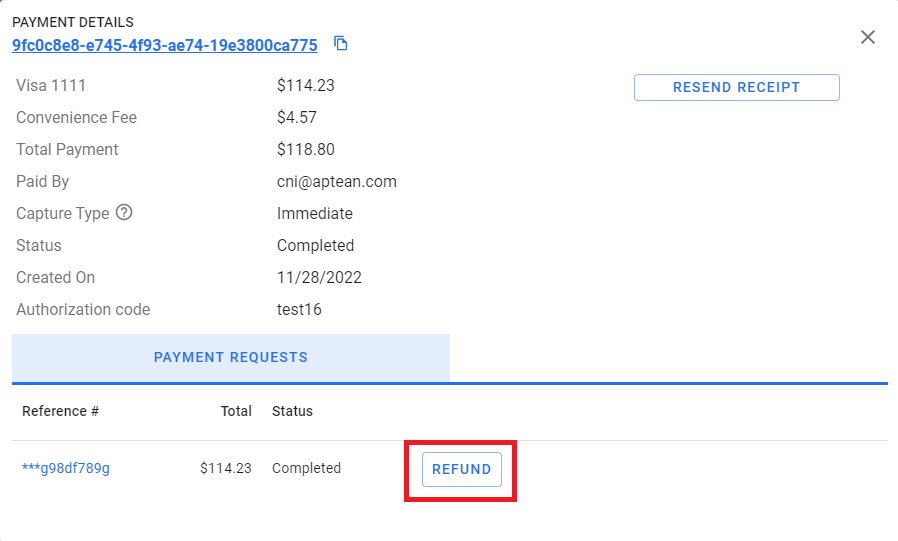 PAYMENT DETAILS
9fc0c8e8-e745-4f93-ae74-19e3800ca775
Visa 1111 $114.23
RESEND RECEIPT
Convenience Fee $4.57
Total Payment $118.80
Paid By cni@aptean.com
Capture Type ? Immediate
Status Completed
Created On 11/28/2022
Authorization code test16
PAYMENT REQUESTS
Reference # Total Status
***g98df789g $114.23 Completed REFUND